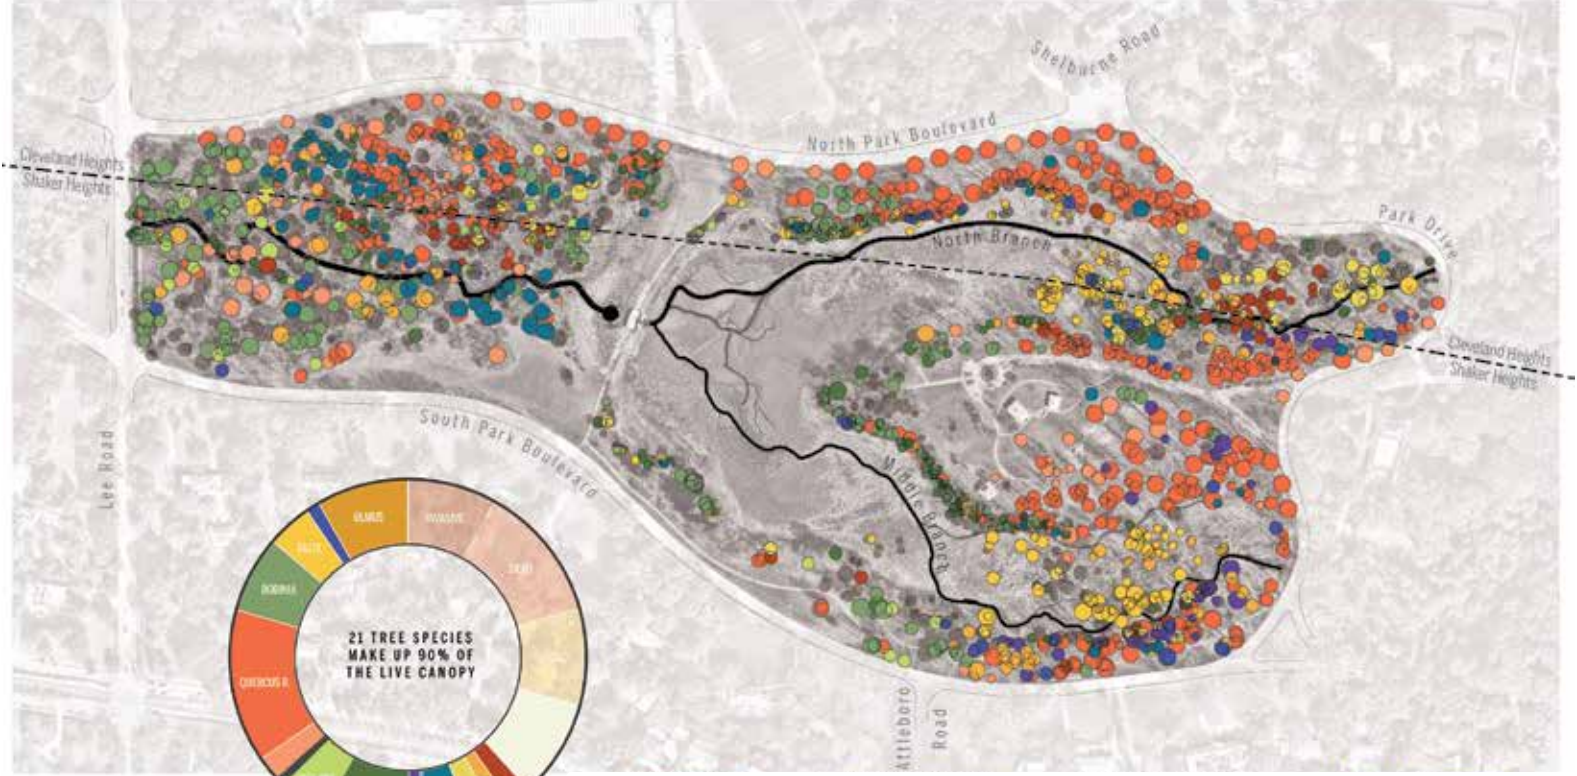 Shelburne Road
North Park Boulevard
Cleveland Heights
Shaker Heights
Park Drive
North Branch
Cleveland Heights
Shaker Heights
South Park Boulevard
Lee Road
Middle Branch
ULMUS
INVASIVE
SALIX
ROBINIA
QUERCUS R
21 TREE SPECIES
MAKE UP 90% OF
THE LIVE CANOPY
Attleboro
Road